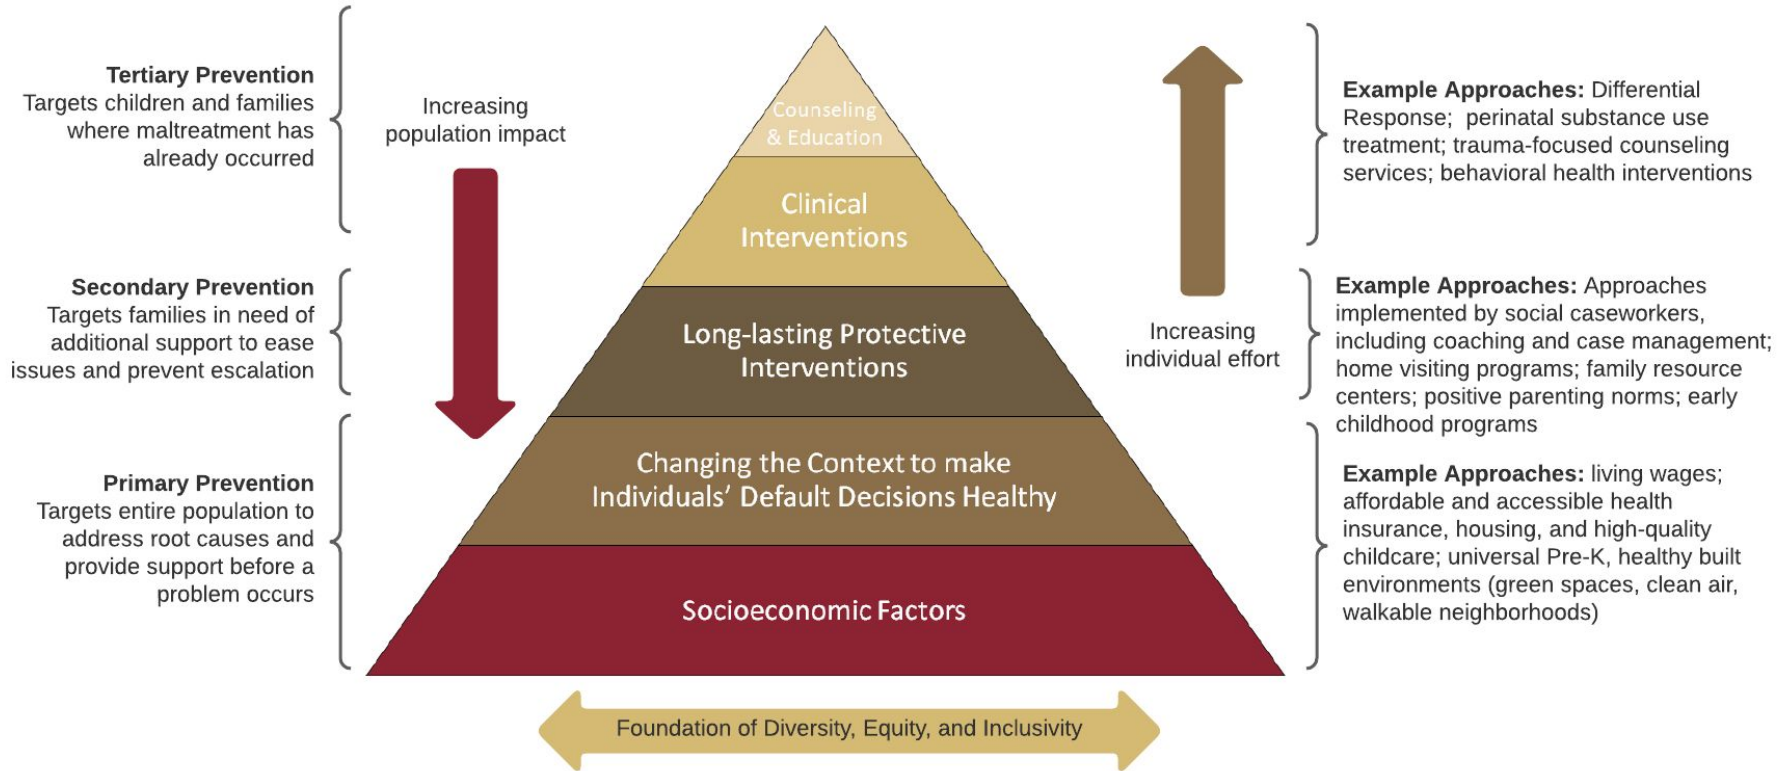 Tertiary Prevention
Targets children and families
where maltreatment has
already occurred
Secondary Prevention
Targets families in need of
additional support to ease
issues and prevent escalation
Primary Prevention
Targets entire population to
address root causes and
provide support before a
problem occurs
Increasing
population impact
Counseling
& Education
Clinical
Interventions
Long-lasting Protective
Interventions
Changing the Context to make
Individuals’ Default Decisions Healthy
Socioeconomic Factors
Foundation of Diversity, Equity, and Inclusivity
Increasing
individual effort
Example Approaches: Differential
Response; perinatal substance use
treatment; trauma-focused counseling
services; behavioral health interventions
Example Approaches: Approaches
implemented by social caseworkers,
including coaching and case management;
home visiting programs; family resource
centers; positive parenting norms; early
childhood programs
Example Approaches: living wages;
affordable and accessible health
insurance, housing, and high-quality
childcare; universal Pre-K, healthy built
environments (green spaces, clean air,
walkable neighborhoods)